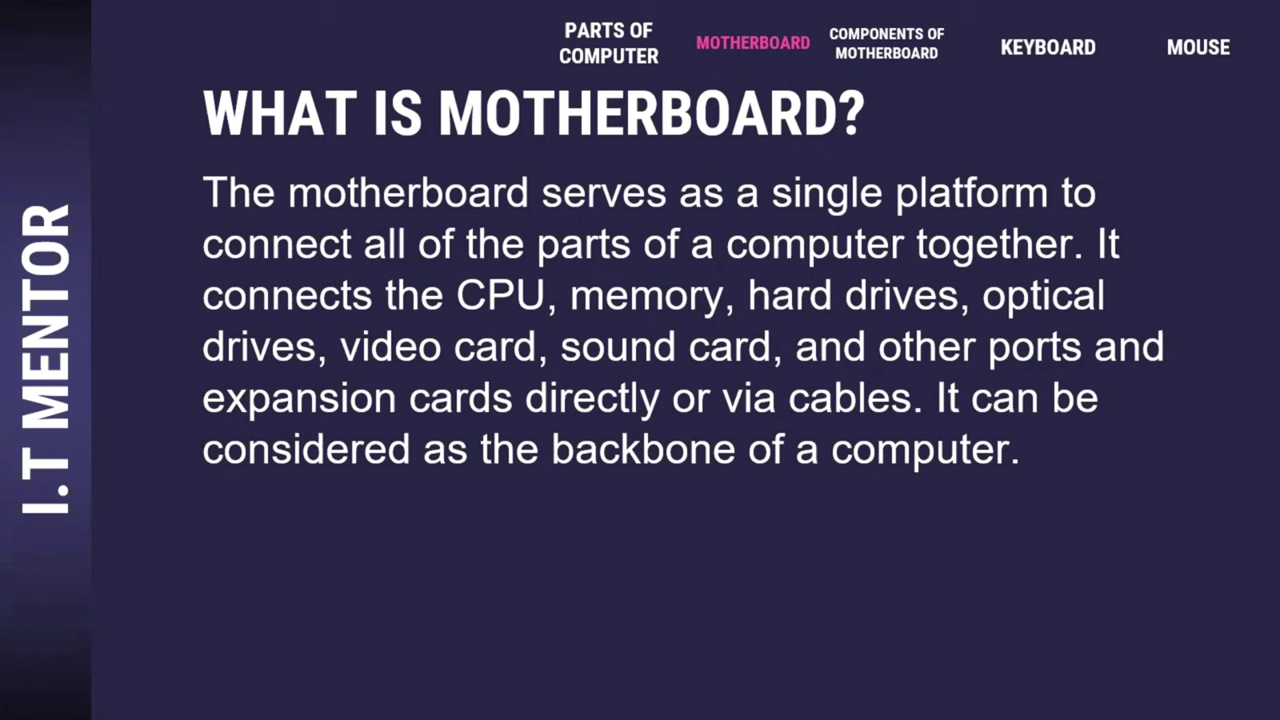 PARTS OF
COMPUTER
MOTHERBOARD
COMPONENTS OF
MOTHERBOARD
KEYBOARD
MOUSE
WHAT IS MOTHERBOARD?
The motherboard serves as a single platform to
connect all of the parts of a computer together. It
connects the CPU, memory, hard drives, optical
drives, video card, sound card, and other ports and
expansion cards directly or via cables. It can be
considered as the backbone of a computer.
I.T MENTOR